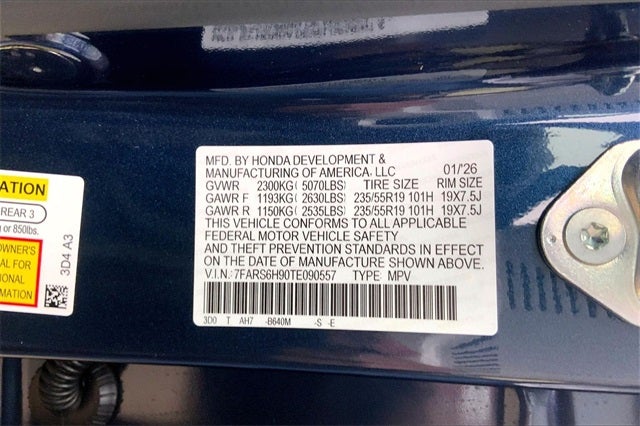 MFD. BY HONDA DEVELOPMENT &
MANUFACTURING OF AMERICA, LLC 01/'26
GVWR 2300KG( 5070LBS) TIRE SIZE RIM SIZE
GAWR F 1193KG( 2630LBS) 235/55R19 101H 19X7.5J
GAWR R 1150KG( 2535LBS) 235/55R19 101H 19X7.5J
THIS VEHICLE CONFORMS TO ALL APPLICABLE
FEDERAL MOTOR VEHICLE SAFETY
AND THEFT PREVENTION STANDARDS IN EFFECT
ON THE DATE OF MANUFACTURE SHOWN ABOVE.
V.I.N.: 7FARS6H90TE090557 TYPE: MPV
3D0 T AH7 -B640M -S -E
ATION
REAR 3
or 850lbs.
OWNER'S
AL FOR
IONAL
MATION
3D4 A3